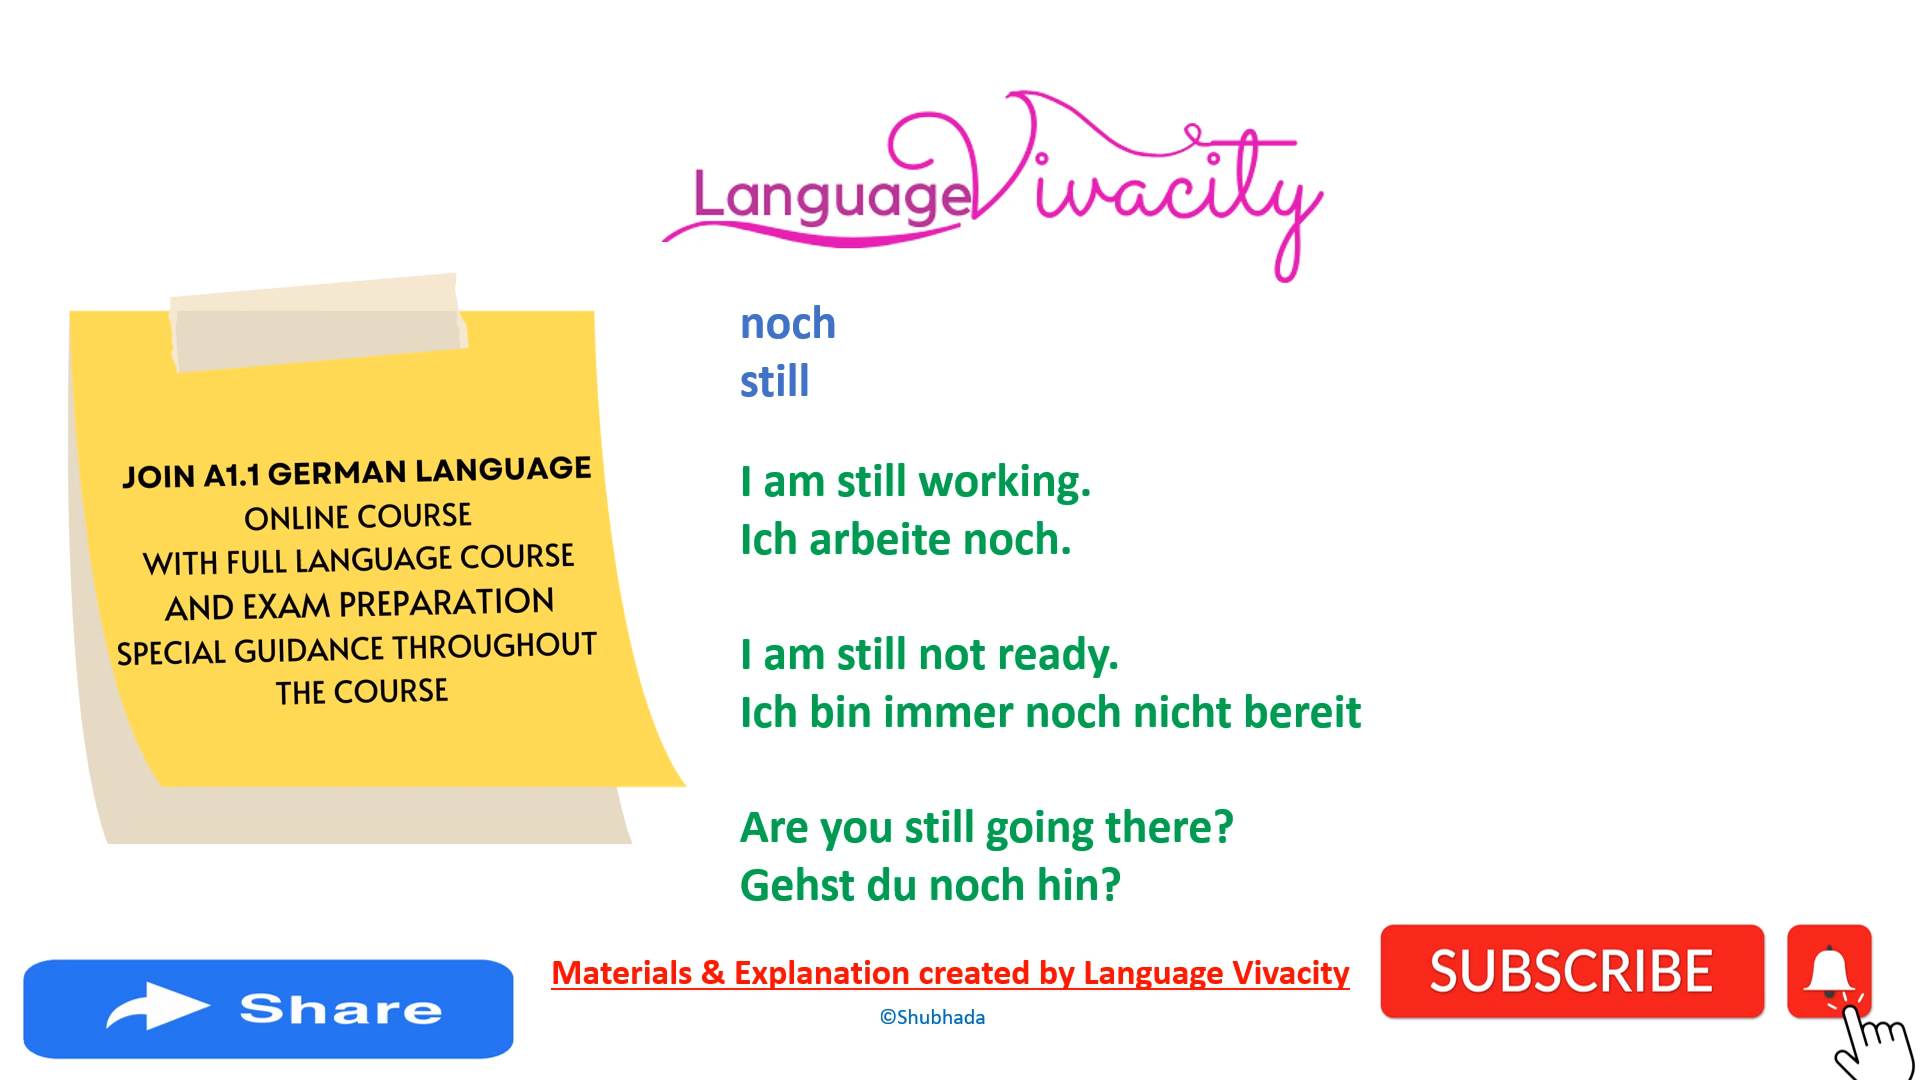 Language Vivacity
noch
still
I am still working.
Ich arbeite noch.
I am still not ready.
Ich bin immer noch nicht bereit
Are you still going there?
Gehst du noch hin?
JOIN A1.1 GERMAN LANGUAGE
ONLINE COURSE
WITH FULL LANGUAGE COURSE
AND EXAM PREPARATION
SPECIAL GUIDANCE THROUGHOUT
THE COURSE
Share
Materials & Explanation created by Language Vivacity
©Shubhada
SUBSCRIBE